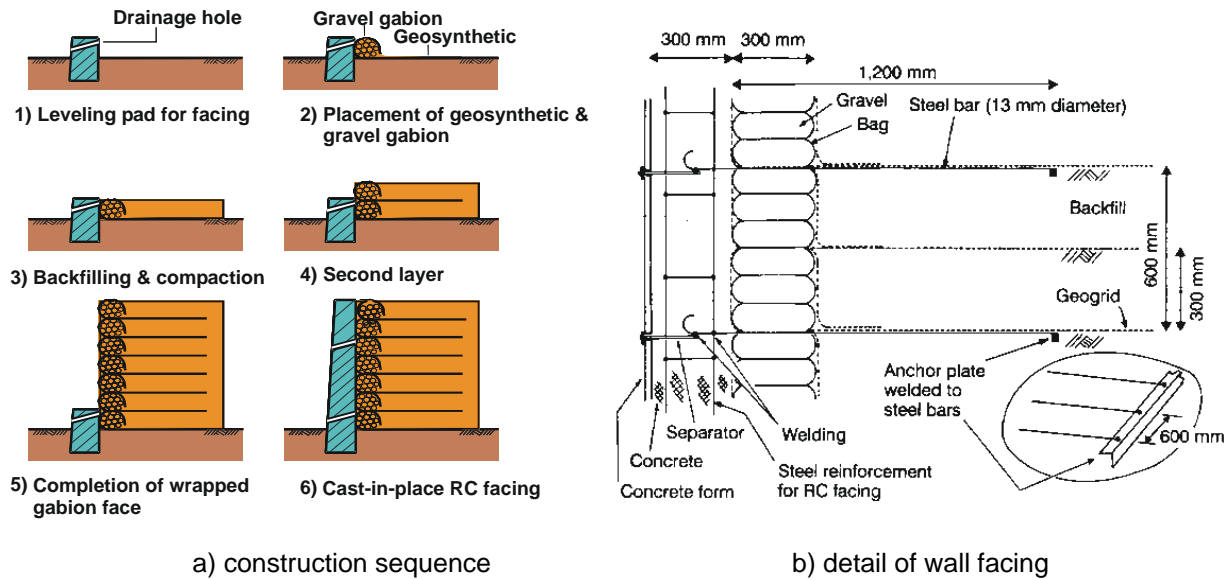 Drainage hole
1) Leveling pad for facing
Gravel gabion
Geosynthetic
2) Placement of geosynthetic &
gravel gabion
3) Backfilling & compaction
4) Second layer
5) Completion of wrapped
gabion face
6) Cast-in-place RC facing
a) construction sequence
300 mm
300 mm
1,200 mm
Gravel
Bag
Steel bar (13 mm diameter)
Backfill
600 mm
300 mm
Geogrid
Anchor plate
welded to
steel bars
600 mm
Separator
Welding
Concrete
Steel reinforcement
for RC facing
Concrete form
b) detail of wall facing